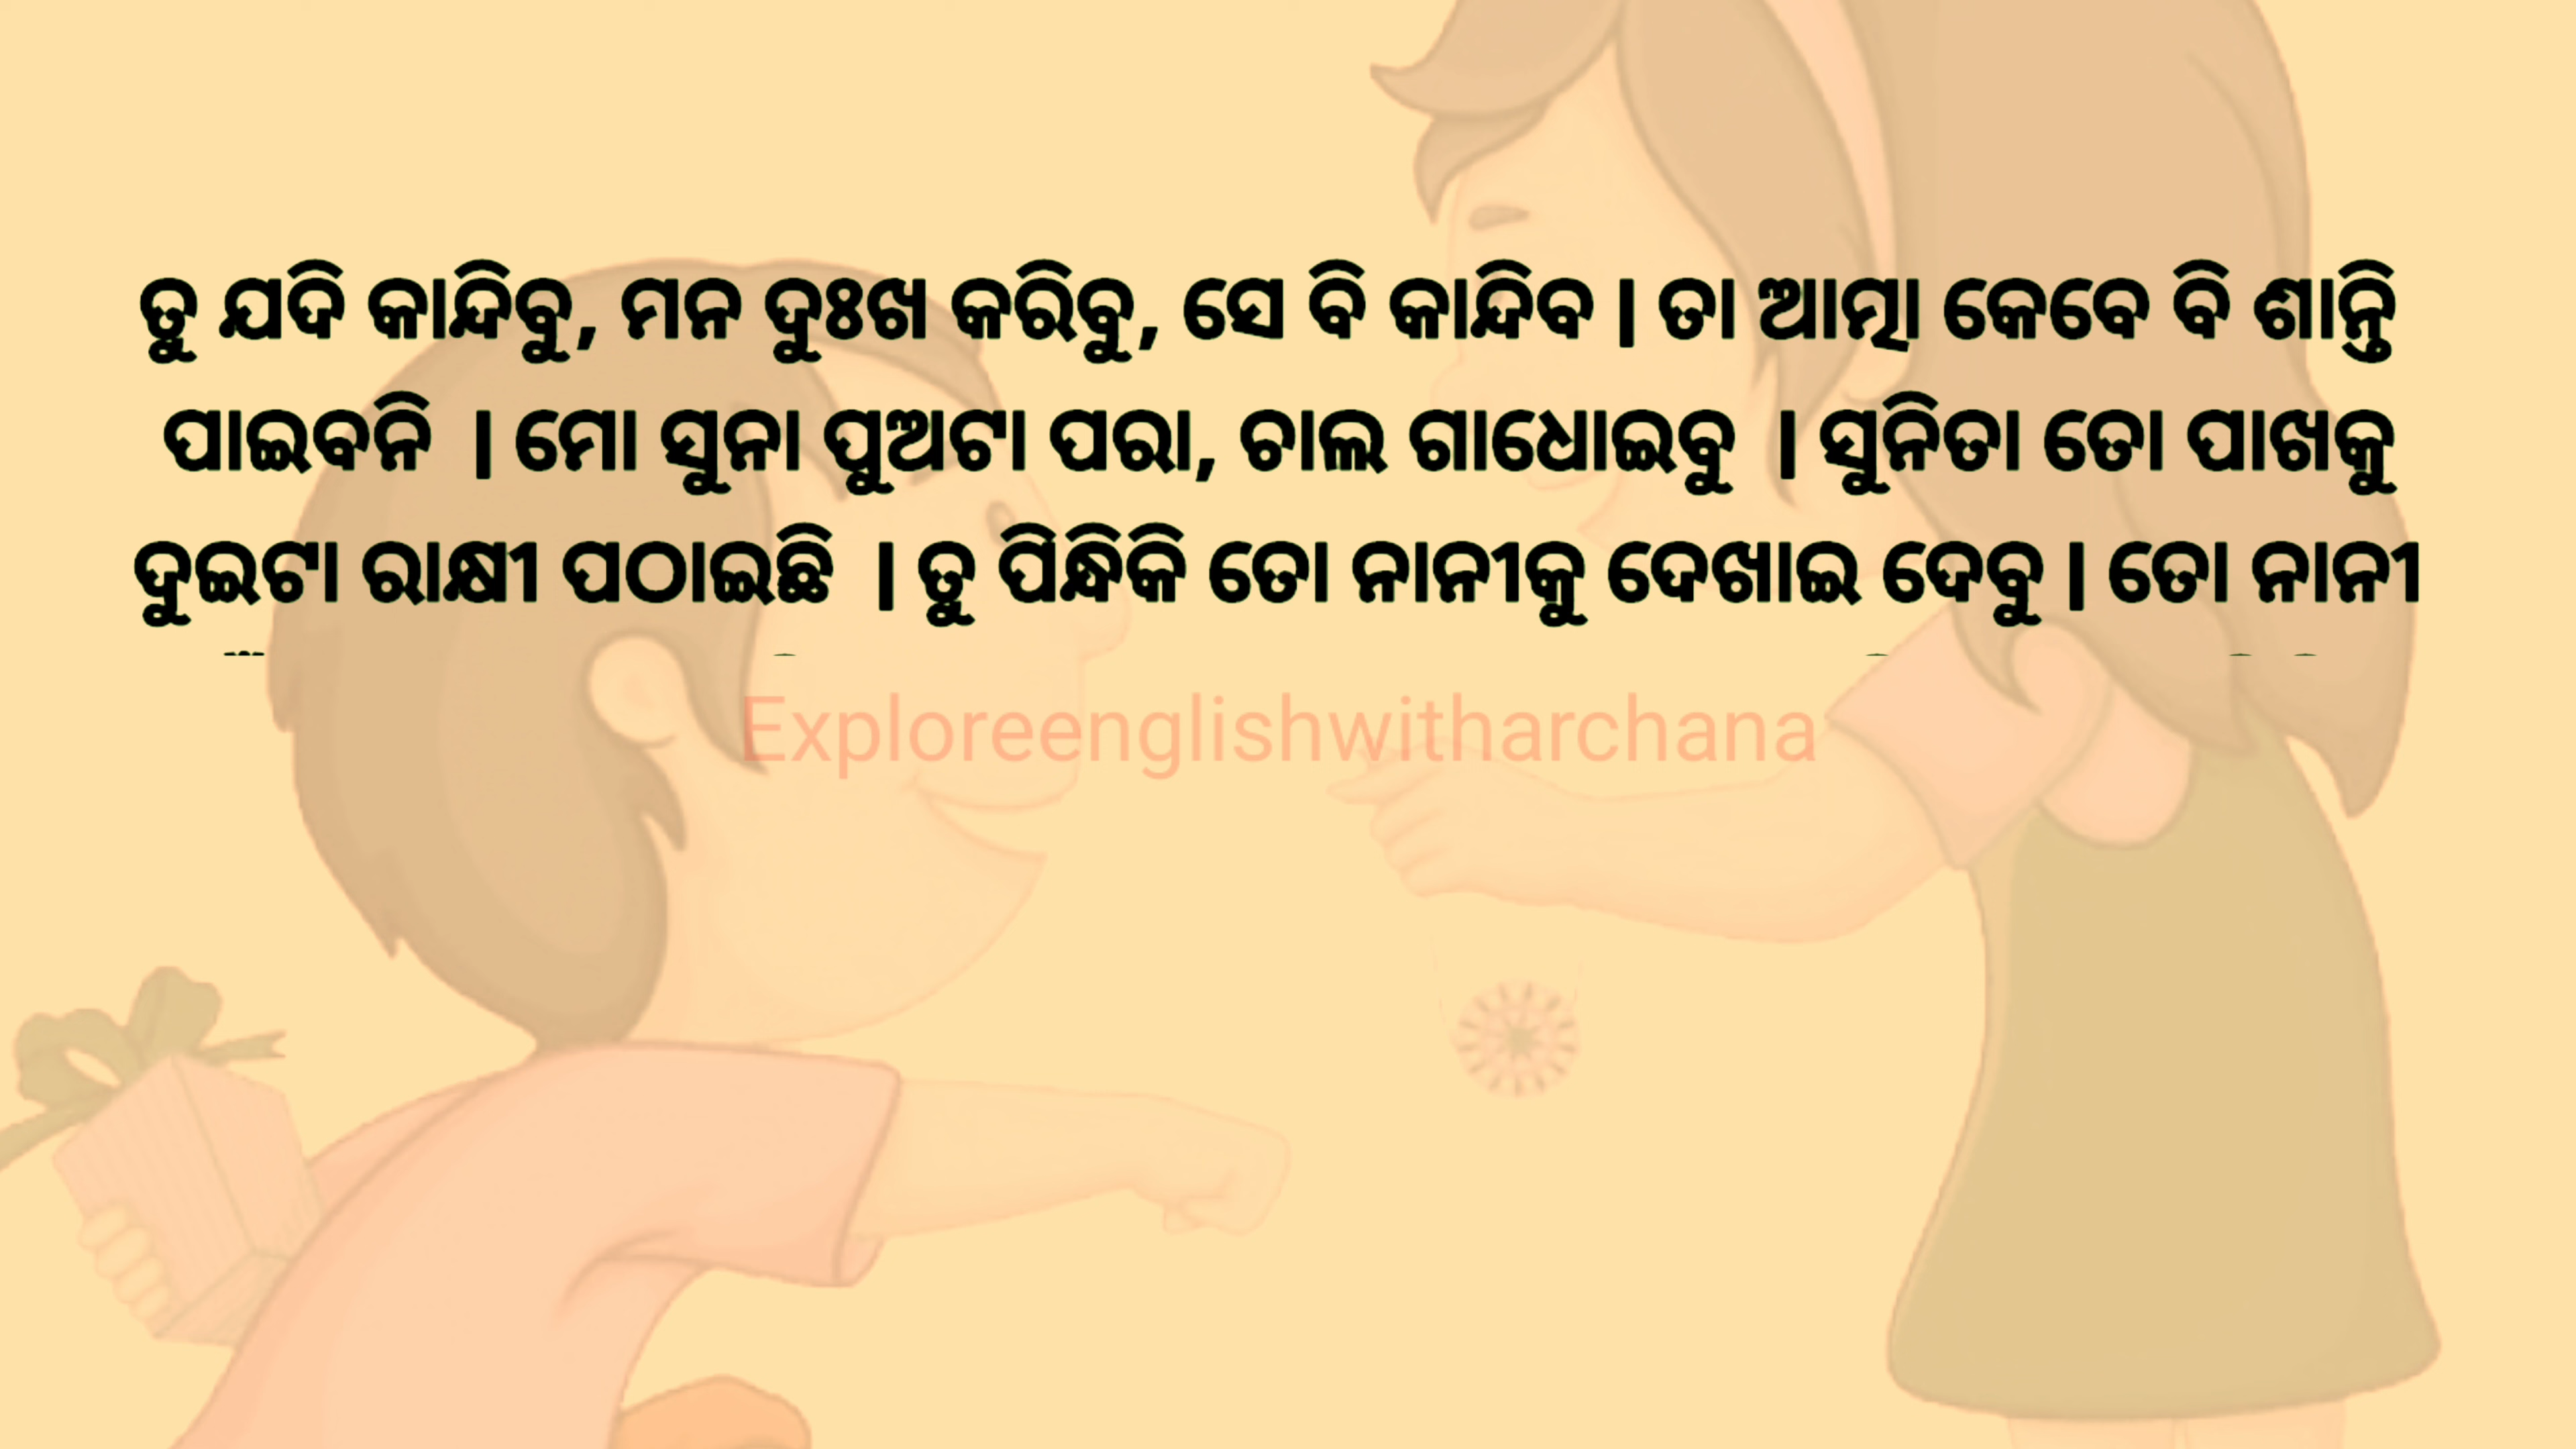 ତୁ ଯଦି କାନ୍ଦିବୁ, ମନ ଦୁଃଖ କରିବୁ, ସେ ବି କାନ୍ଦିବ | ତା ଆତ୍ମା କେବେ ବି ଶାନ୍ତି
ପାଇବନି | ମୋ ସୁନା ପୁଅଟା ପରା, ଚାଲ ଗାଧୋଇବୁ | ସୁନିତା ତୋ ପାଖକୁ
ଦୁଇଟା ରାକ୍ଷୀ ପଠାଇଛି | ତୁ ପିନ୍ଧିକି ତୋ ନାନୀକୁ ଦେଖାଇ ଦେବୁ | ତୋ ନାନୀ
Exploreenglishwitharchana